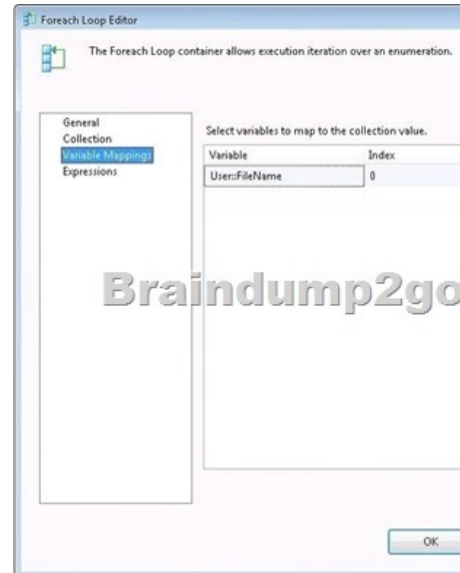 Foreach Loop Editor
The Foreach Loop container allows execution iteration over an enumeration.
General
Collection
Variable Mappings
Expressions
Select variables to map to the collection value.
Variable Index
User::FileName 0
Braindump2go
OK